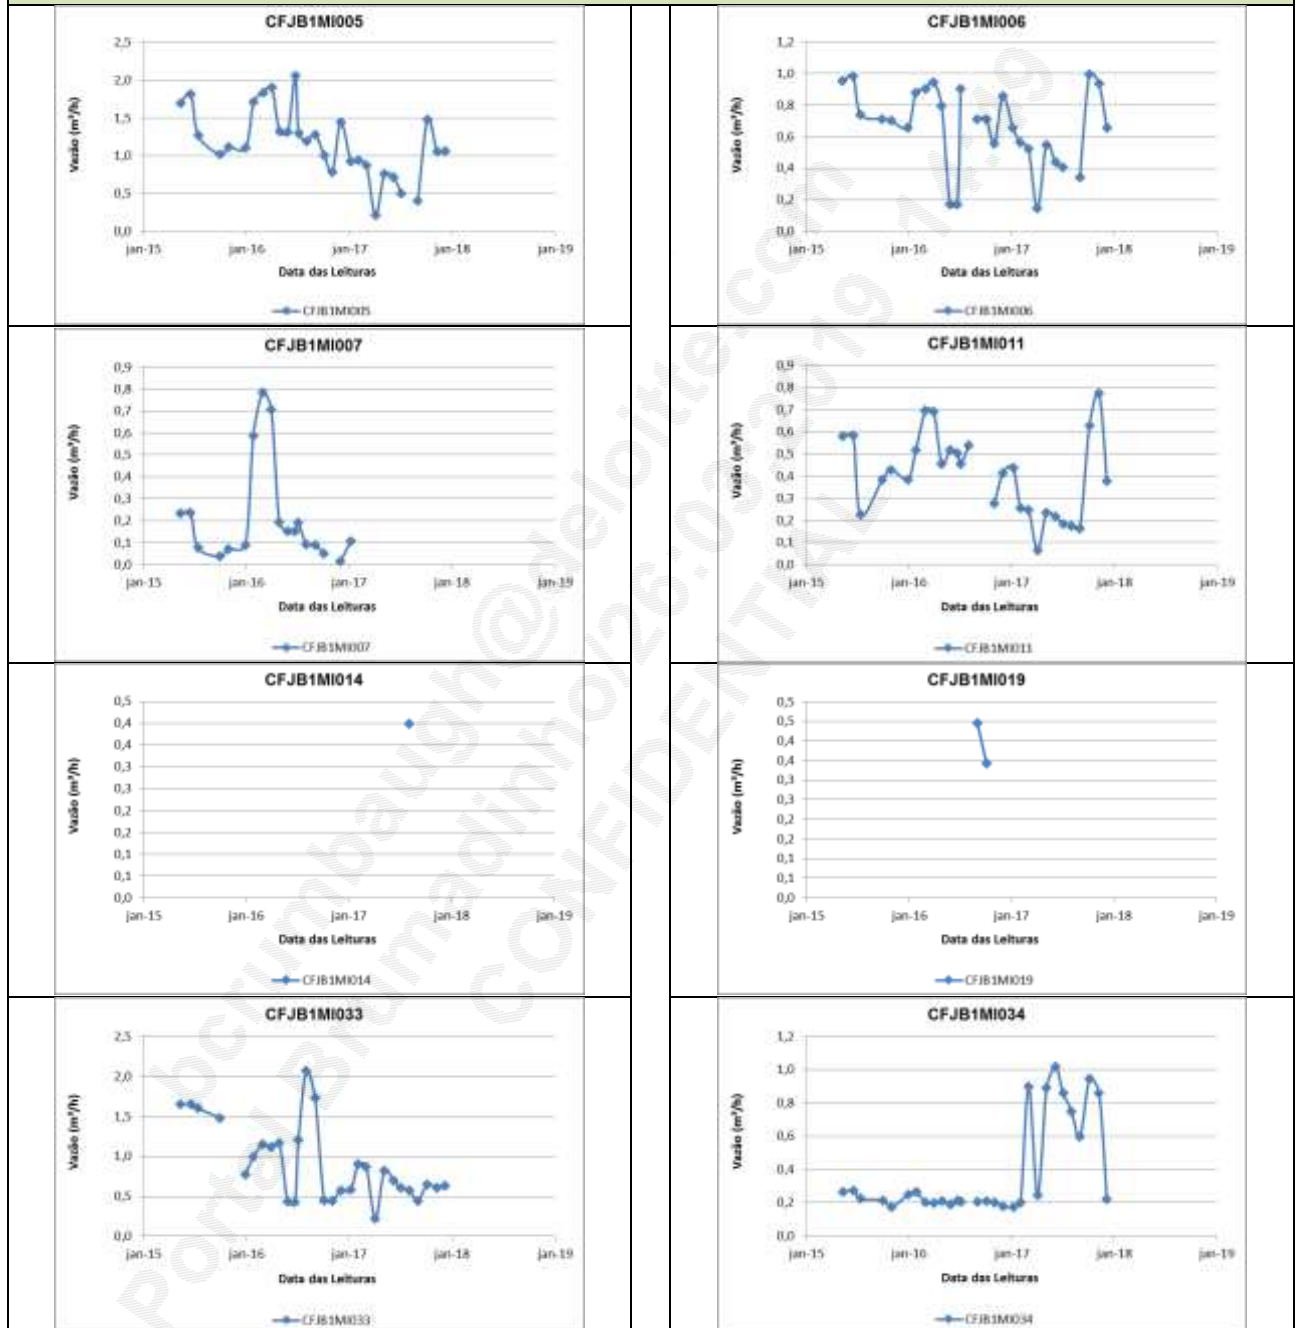 CFJB1MI005
2,5
2,0
1,5
1,0
0,5
0,0
Vazão (m³/h)
jan-15 jan-16 jan-17 jan-18 jan-19
Data das Leituras
CFJB1MI005
CFJB1MI006
1,2
1,0
0,8
0,6
0,4
0,2
0,0
Vazão (m³/h)
jan-15 jan-16 jan-17 jan-18 jan-19
Data das Leituras
CFJB1MI006
CFJB1MI007
0,9
0,8
0,7
0,6
0,5
0,4
0,3
0,2
0,1
0,0
Vazão (m³/h)
jan-15 jan-16 jan-17 jan-18 jan-19
Data das Leituras
CFJB1MI007
CFJB1MI011
0,9
0,8
0,7
0,6
0,5
0,4
0,3
0,2
0,1
0,0
Vazão (m³/h)
jan-15 jan-16 jan-17 jan-18 jan-19
Data das Leituras
CFJB1MI011
CFJB1MI014
0,5
0,4
0,4
0,3
0,3
0,2
0,2
0,1
0,1
0,0
Vazão (m³/h)
jan-15 jan-16 jan-17 jan-18 jan-19
Data das Leituras
CFJB1MI014
CFJB1MI019
0,5
0,5
0,4
0,4
0,3
0,3
0,2
0,2
0,1
0,1
0,0
Vazão (m³/h)
jan-15 jan-16 jan-17 jan-18 jan-19
Data das Leituras
CFJB1MI019
CFJB1MI033
2,5
2,0
1,5
1,0
0,5
0,0
Vazão (m³/h)
jan-15 jan-16 jan-17 jan-18 jan-19
Data das Leituras
CFJB1MI033
CFJB1MI034
1,2
1,0
0,8
0,6
0,4
0,2
0,0
Vazão (m³/h)
jan-15 jan-16 jan-17 jan-18 jan-19
Data das Leituras
CFJB1MI034
bcrumbaugh@deloitte.com
Portal Brumadinho/26:03:2019 14:49
CONFIDENTIAL